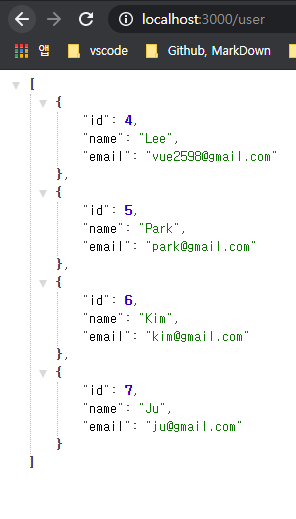 localhost:3000/user
앱 vscode Github, MarkDown
[
{
"id": 4,
"name": "Lee",
"email": "vue2598@gmail.com"
},
{
"id": 5,
"name": "Park",
"email": "park@gmail.com"
},
{
"id": 6,
"name": "Kim",
"email": "kim@gmail.com"
},
{
"id": 7,
"name": "Ju",
"email": "ju@gmail.com"
}
]